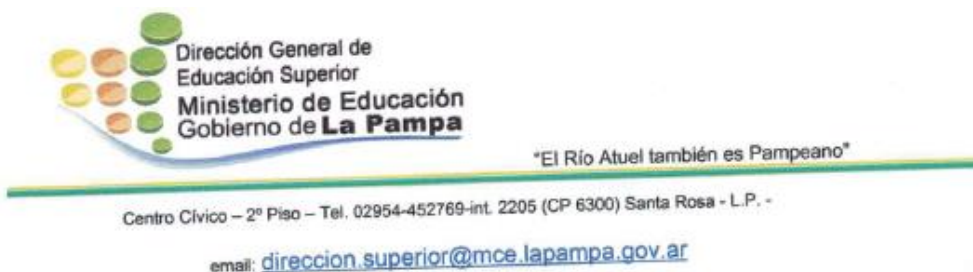 Dirección General de
Educación Superior
Ministerio de Educación
Gobierno de La Pampa
"El Río Atuel también es Pampeano"
Centro Cívico – 2º Piso – Tel. 02954-452769-int. 2205 (CP 6300) Santa Rosa - L.P. -
email: direccion.superior@mce.lapampa.gov.ar